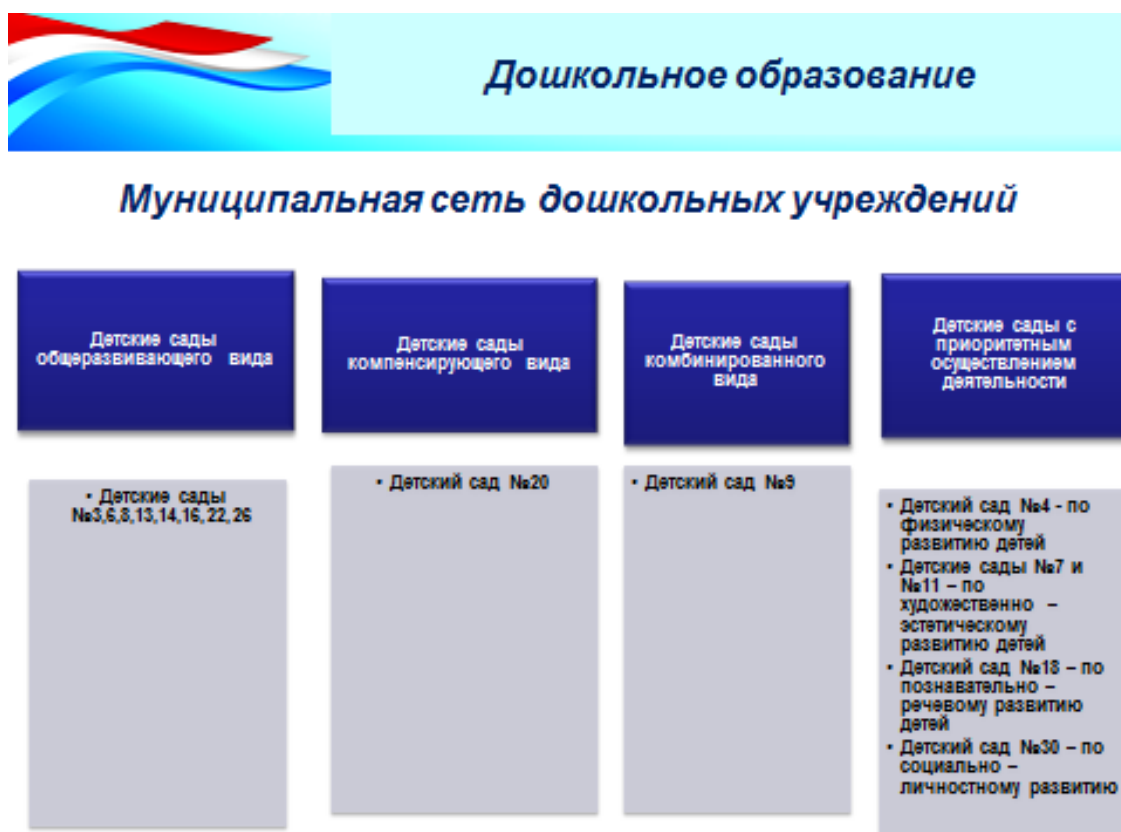 Дошкольное образование
Муниципальная сеть дошкольных учреждений
Детские сады
общеразвивающего вида
• Детские сады
№3,6,8,13,14,16,22,26
Детские сады
компенсирующего вида
• Детский сад №20
Детские сады
комбинированного
вида
• Детский сад №9
Детские сады с
приоритетным
осуществлением
деятельности
• Детский сад №4 - по
физическому
развитию детей
• Детские сады №7 и
№11 – по
художественно –
эстетическому
развитию детей
• Детский сад №18 – по
познавательно –
речевому развитию
детей
• Детский сад №30 – по
социально –
личностному развитию